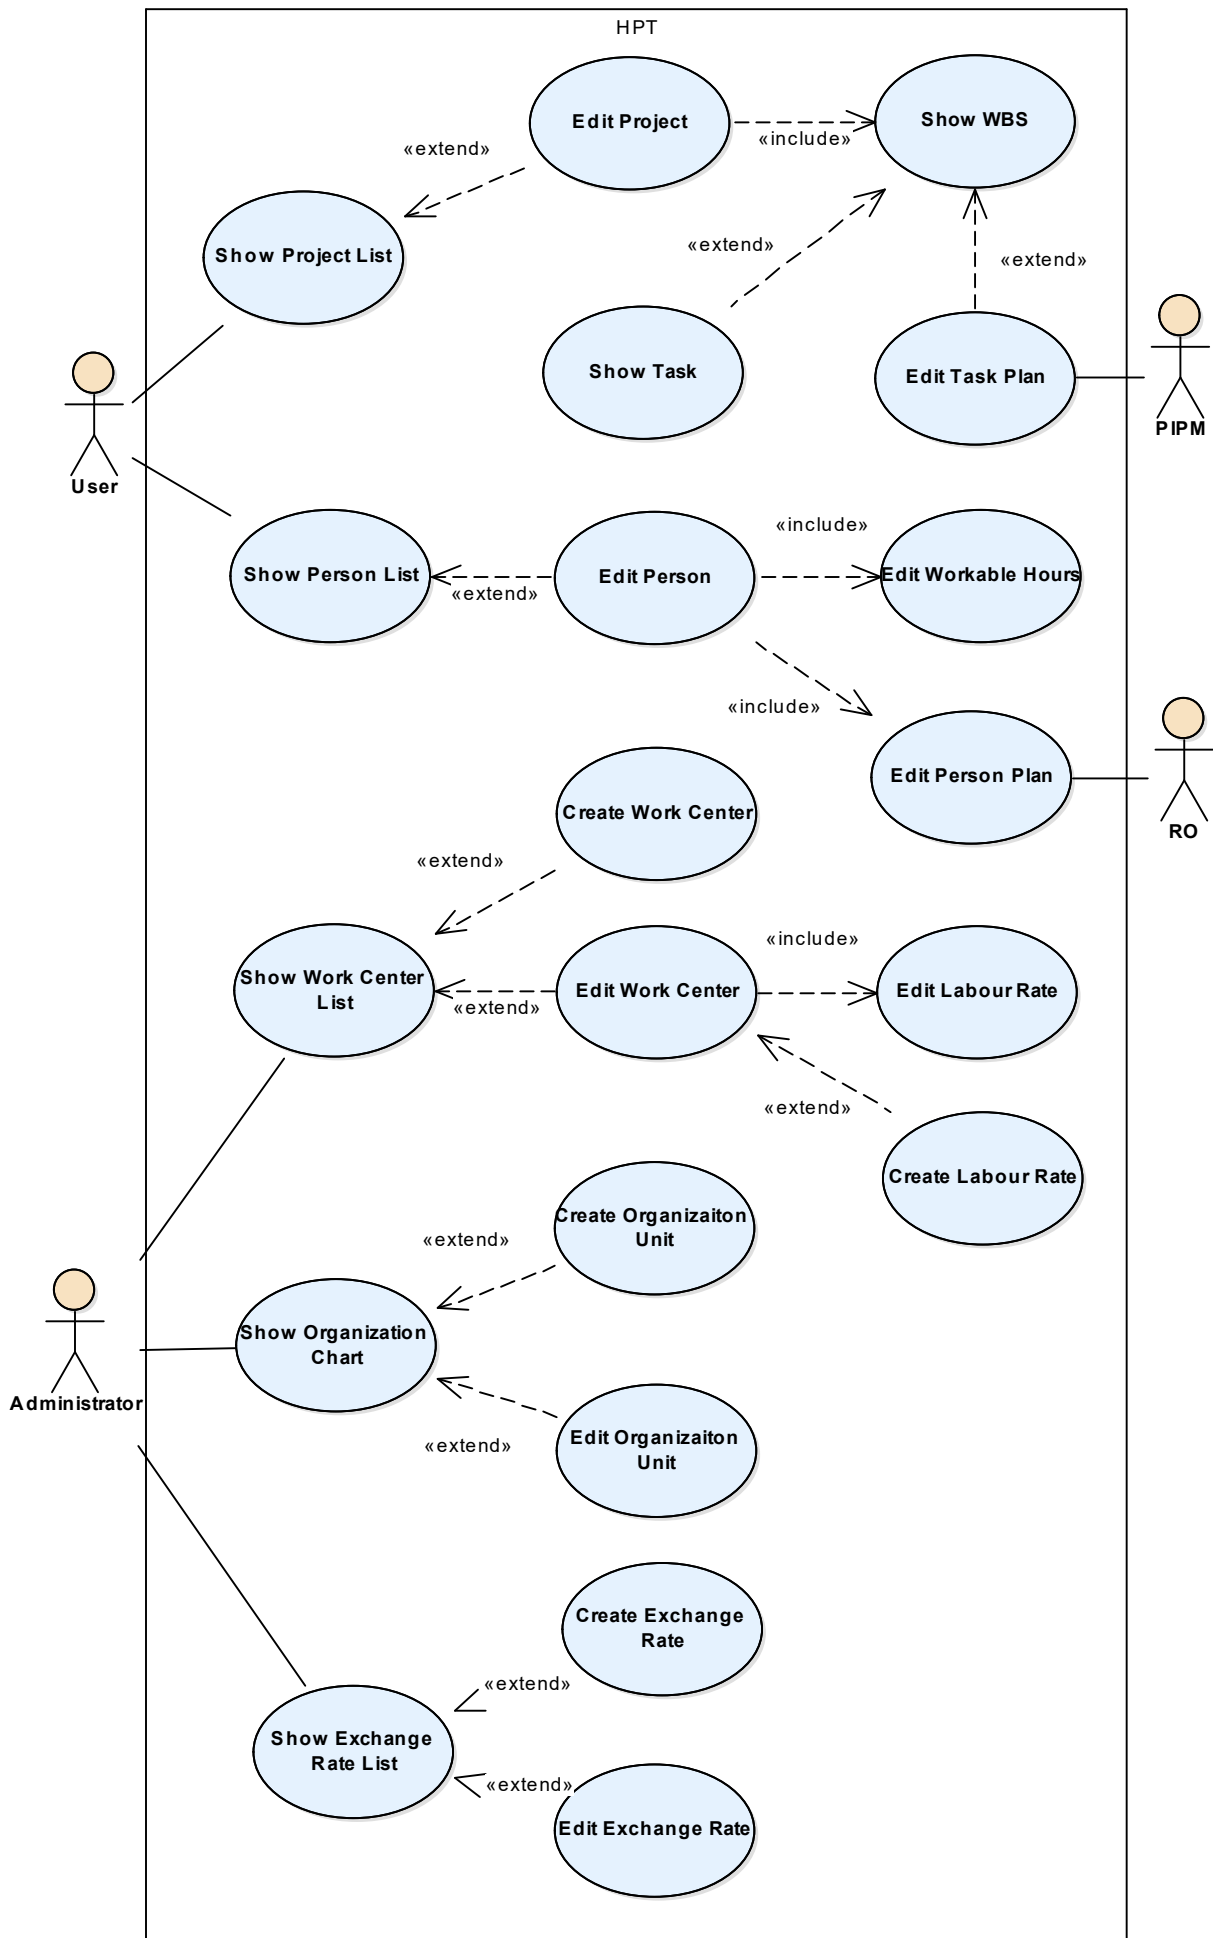 HPT
Edit Project
Show WBS
«include»
«extend»
Show Project List
«extend»
«extend»
Show Task
Edit Task Plan
PIPM
User
«include»
Show Person List
Edit Person
Edit Workable Hours
«extend»
«include»
Edit Person Plan
RO
Create Work Center
«extend»
«include»
Show Work Center
List
Edit Work Center
Edit Labour Rate
«extend»
«extend»
Create Labour Rate
Create Organizaiton
Unit
«extend»
Show Organization
Chart
Administrator
Edit Organizaiton
Unit
«extend»
Create Exchange
Rate
«extend»
Show Exchange
Rate List
«extend»
Edit Exchange Rate